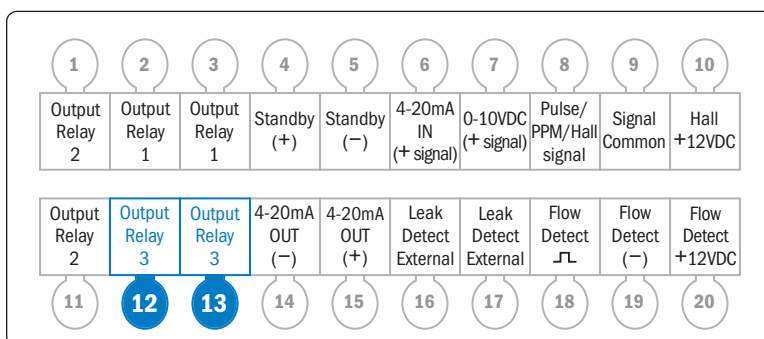 1 2 3 4 5 6 7 8 9 10
Output Relay 2
Output Relay 1
Output Relay 1
Standby (+)
Standby (−)
4-20mA IN (+ signal)
0-10VDC (+ signal)
Pulse/ PPM/Hall signal
Signal Common
Hall +12VDC
Output Relay 2
Output Relay 3
Output Relay 3
4-20mA OUT (−)
4-20mA OUT (+)
Leak Detect External
Leak Detect External
Flow Detect
Flow Detect (−)
Flow Detect +12VDC
11 12 13 14 15 16 17 18 19 20